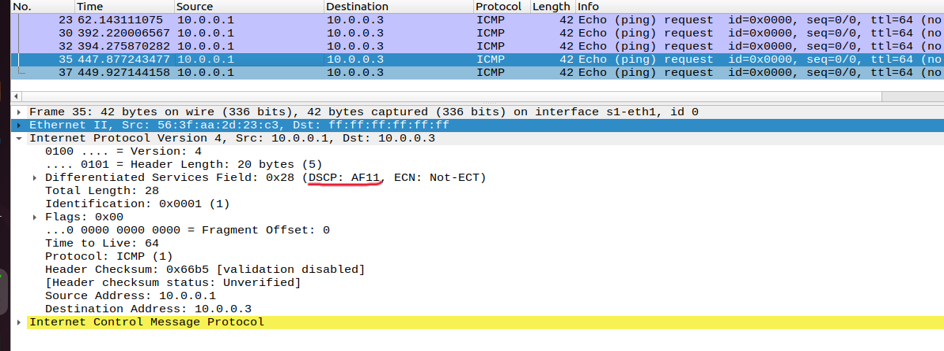 No. Time Source Destination Protocol Length Info
23 62.143111075 10.0.0.1 10.0.0.3 ICMP 42 Echo (ping) request id=0x0000, seq=0/0, ttl=64 (no
30 392.220006567 10.0.0.1 10.0.0.3 ICMP 42 Echo (ping) request id=0x0000, seq=0/0, ttl=64 (no
32 394.275870282 10.0.0.1 10.0.0.3 ICMP 42 Echo (ping) request id=0x0000, seq=0/0, ttl=64 (no
35 447.877243477 10.0.0.1 10.0.0.3 ICMP 42 Echo (ping) request id=0x0000, seq=0/0, ttl=64 (no
37 449.927144158 10.0.0.1 10.0.0.3 ICMP 42 Echo (ping) request id=0x0000, seq=0/0, ttl=64 (no
Frame 35: 42 bytes on wire (336 bits), 42 bytes captured (336 bits) on interface s1-eth1, id 0
Ethernet II, Src: 56:3f:aa:2d:23:c3, Dst: ff:ff:ff:ff:ff:ff
Internet Protocol Version 4, Src: 10.0.0.1, Dst: 10.0.0.3
0100 .... = Version: 4
.... 0101 = Header Length: 20 bytes (5)
Differentiated Services Field: 0x28 (DSCP: AF11, ECN: Not-ECT)
Total Length: 28
Identification: 0x0001 (1)
Flags: 0x00
...0 0000 0000 0000 = Fragment Offset: 0
Time to Live: 64
Protocol: ICMP (1)
Header Checksum: 0x66b5 [validation disabled]
[Header checksum status: Unverified]
Source Address: 10.0.0.1
Destination Address: 10.0.0.3
Internet Control Message Protocol